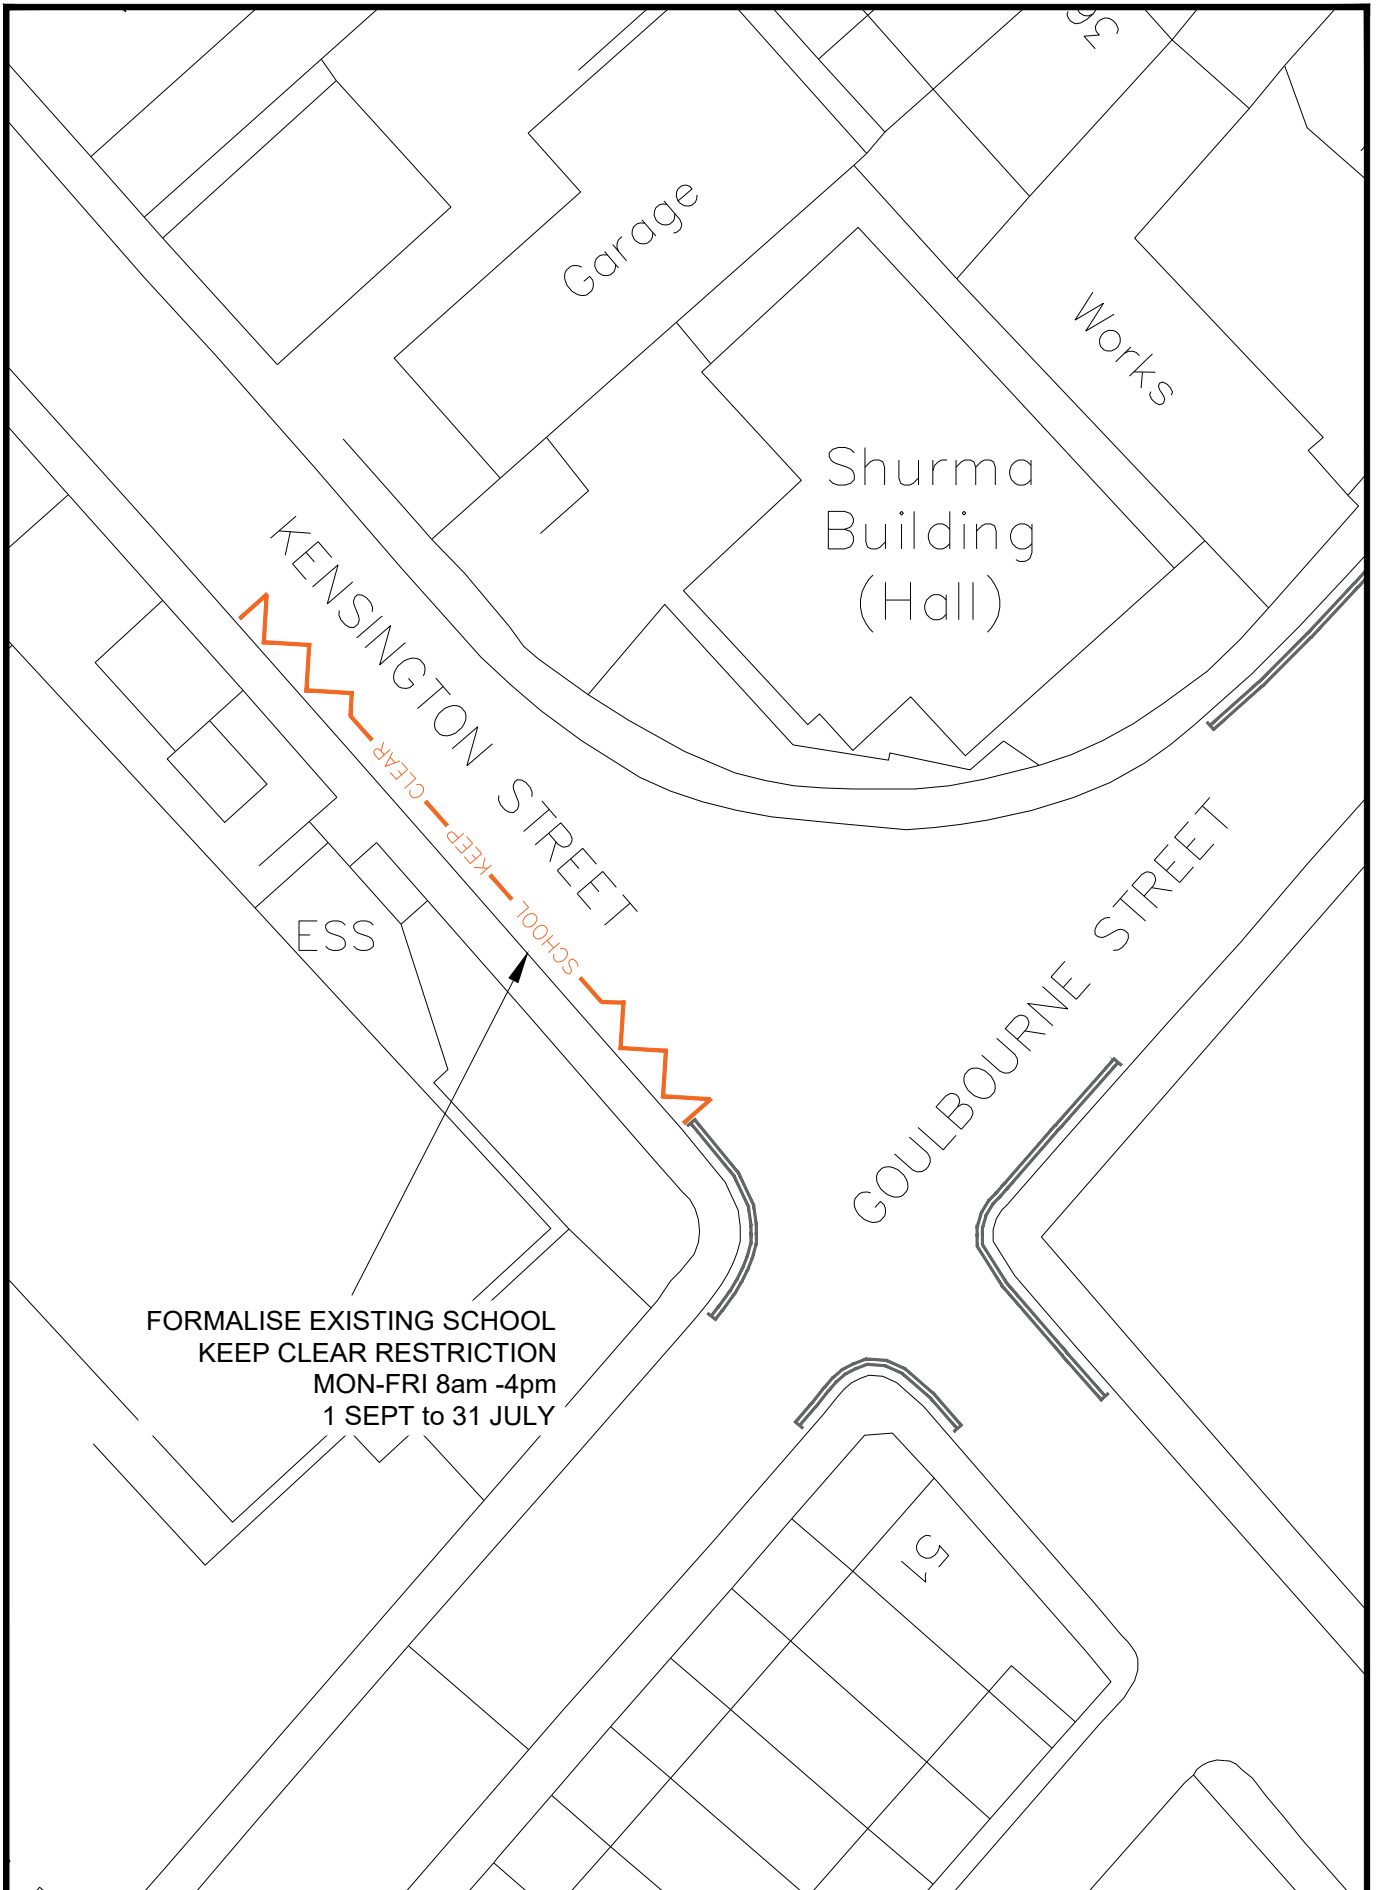 36
Garage
Works
Shurma
Building
(Hall)
KENSINGTON STREET
SCHOOL KEEP CLEAR
ESS
GOULBOURNE STREET
FORMALISE EXISTING SCHOOL
KEEP CLEAR RESTRICTION
MON-FRI 8am -4pm
1 SEPT to 31 JULY
51